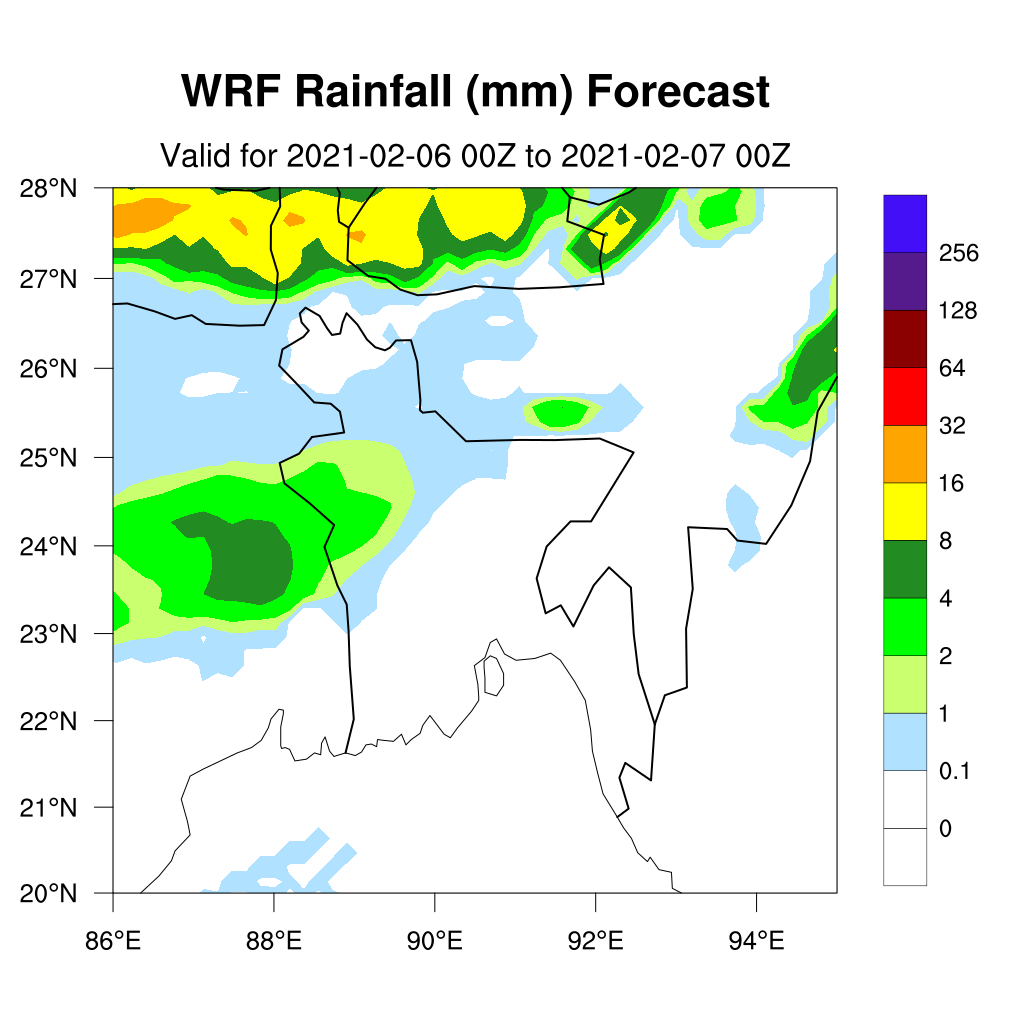 WRF Rainfall (mm) Forecast
Valid for 2021-02-06 00Z to 2021-02-07 00Z
28°N
27°N
26°N
25°N
24°N
23°N
22°N
21°N
20°N
86°E 88°E 90°E 92°E 94°E
256
128
64
32
16
8
4
2
1
0.1
0